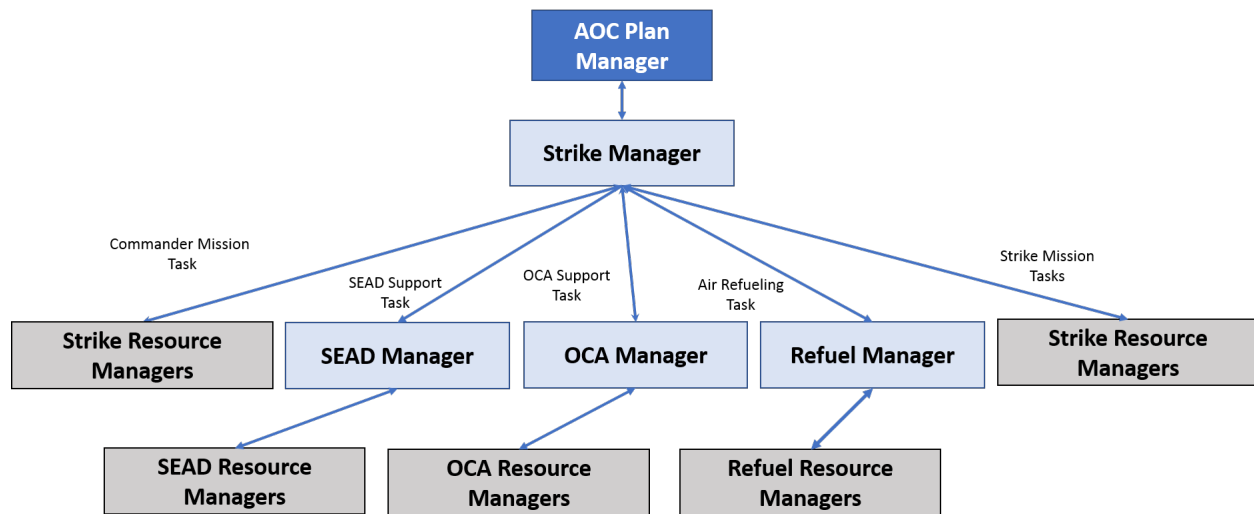 AOC Plan
Manager
Strike Manager
Commander Mission
Task
SEAD Support
Task
OCA Support
Task
Air Refueling
Task
Strike Mission
Tasks
Strike Resource
Managers
SEAD Manager
OCA Manager
Refuel Manager
Strike Resource
Managers
SEAD Resource
Managers
OCA Resource
Managers
Refuel Resource
Managers